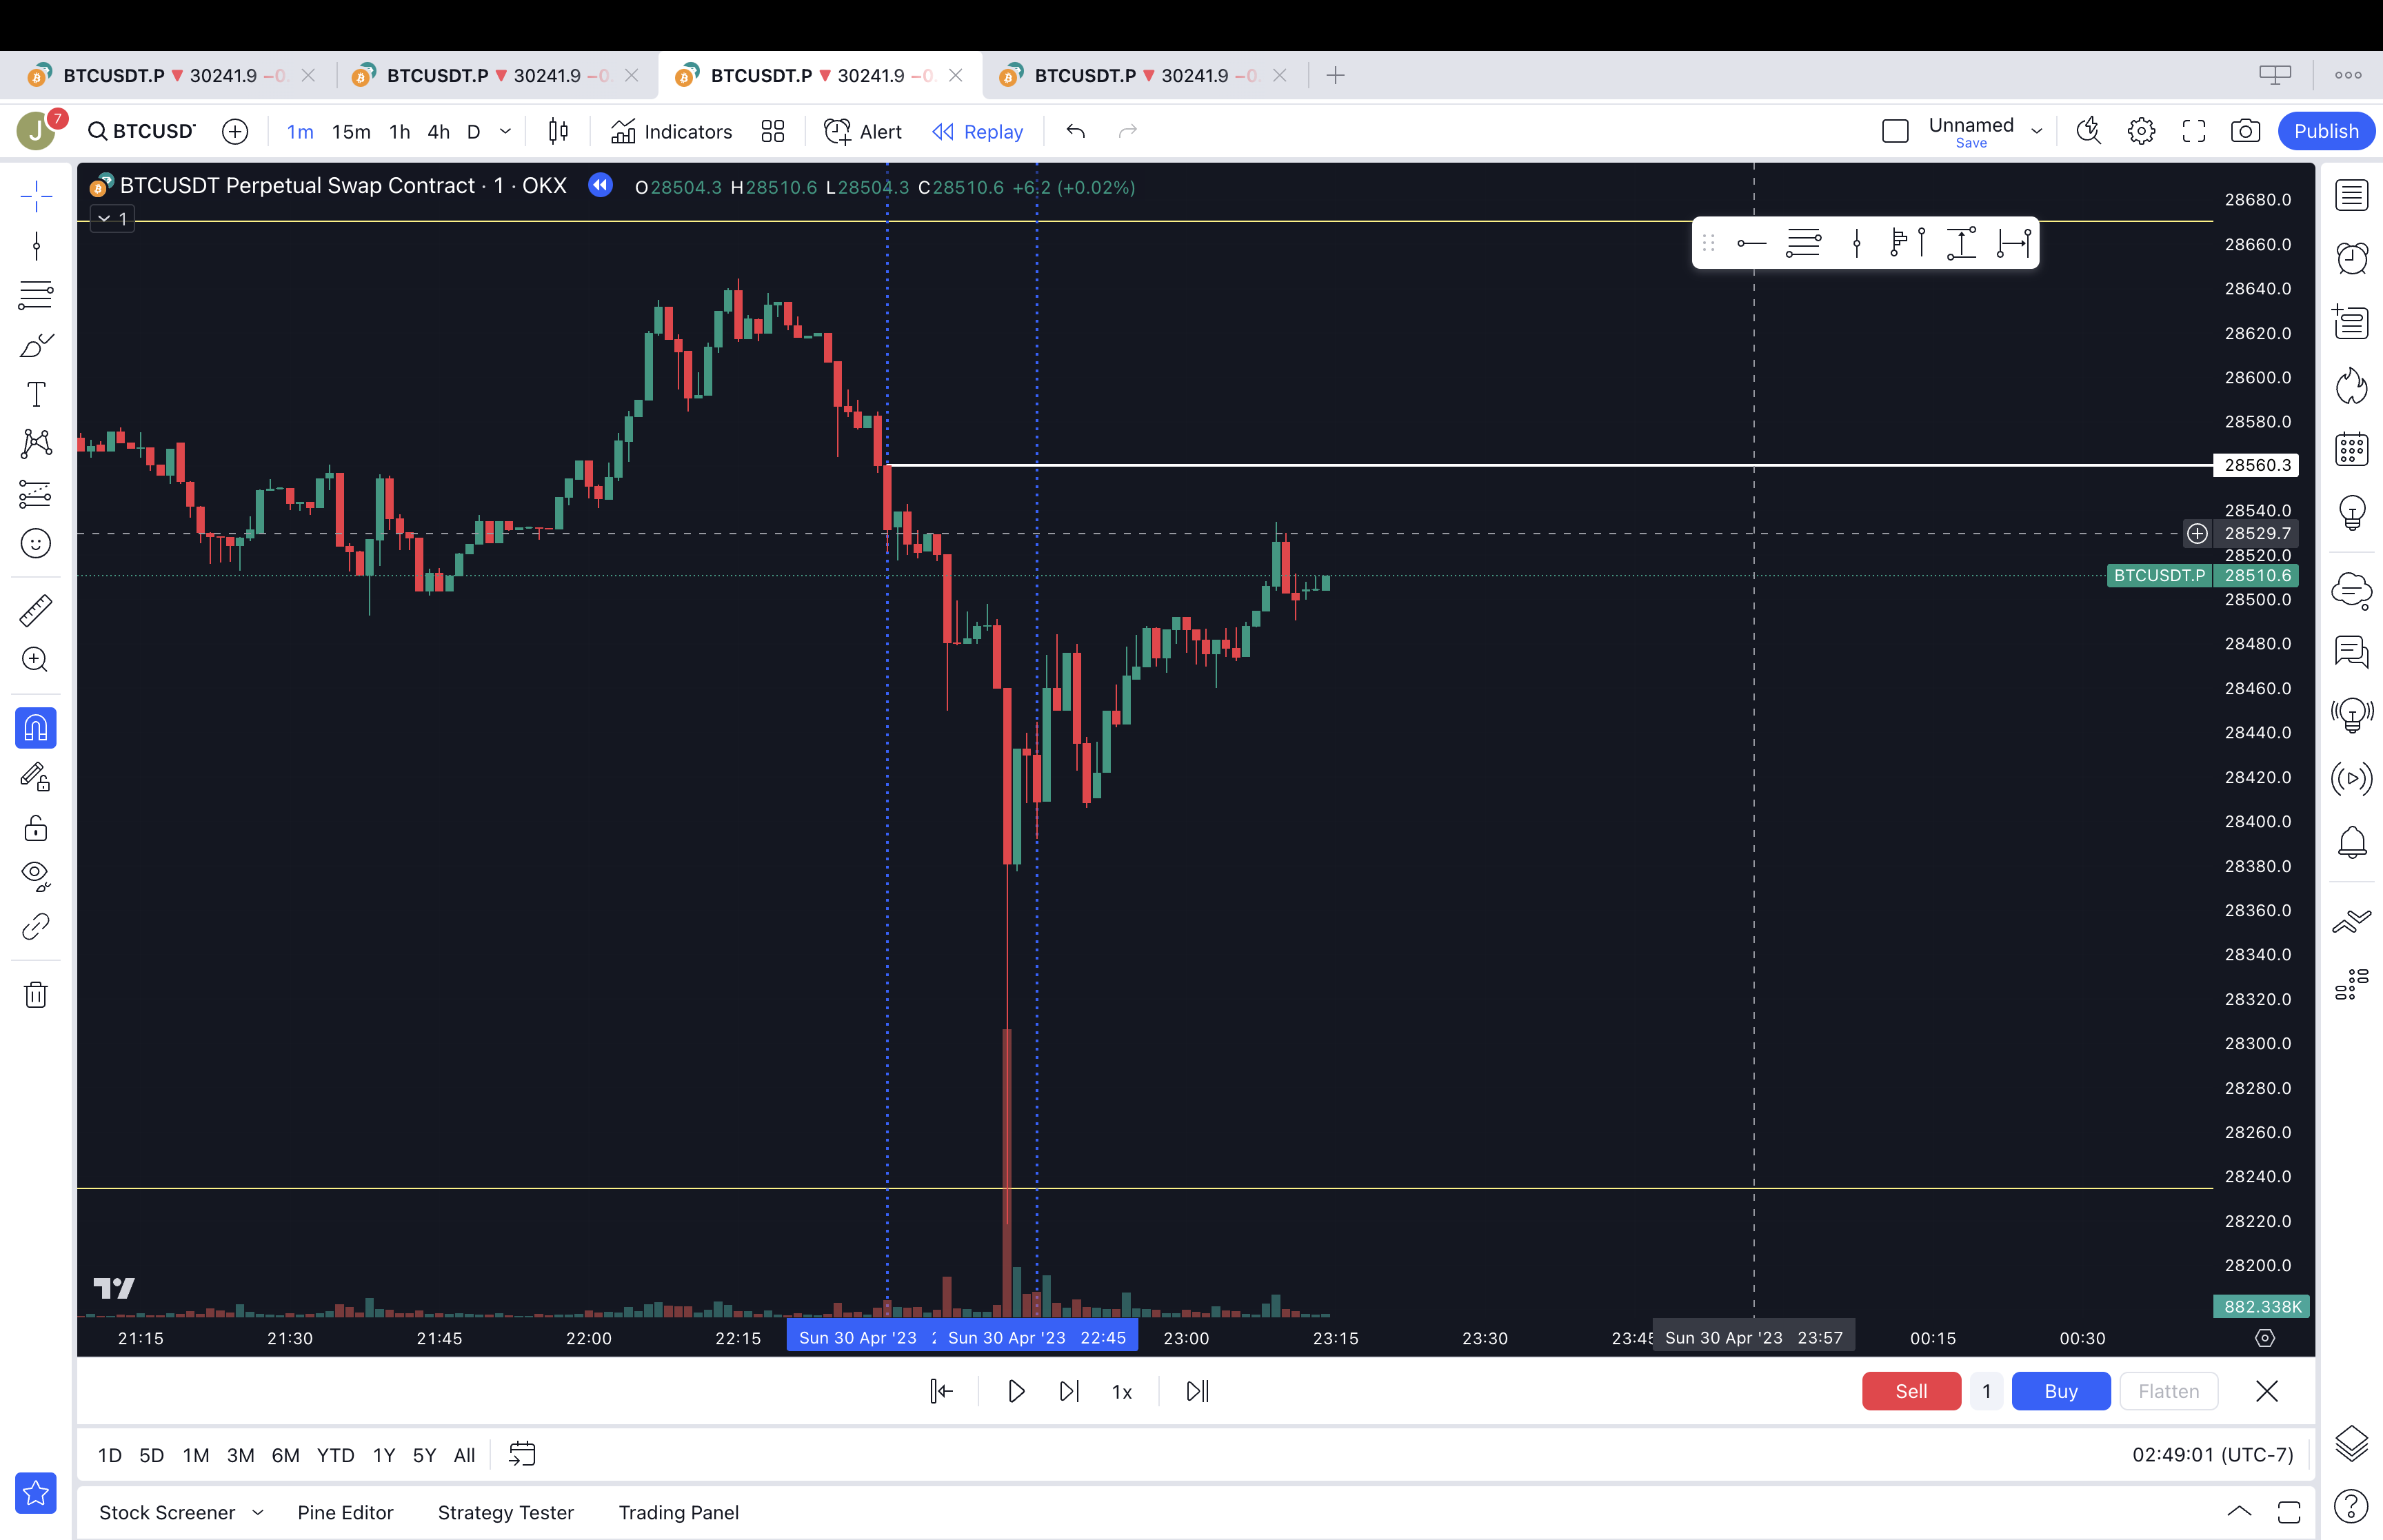 BTCUSDT.P ▼ 30241.9 −0. BTCUSDT.P ▼ 30241.9 −0. BTCUSDT.P ▼ 30241.9 −0. BTCUSDT.P ▼ 30241.9 −0.
J 7 BTCUSDT 1m 15m 1h 4h D Indicators Alert Replay Unnamed Publish
Save
BTCUSDT Perpetual Swap Contract · 1 · OKX O28504.3 H28510.6 L28504.3 C28510.6 +6.2 (+0.02%)
1
28680.0
28660.0
28640.0
28620.0
28600.0
28580.0
28560.3
28540.0
28529.7
28520.0
BTCUSDT.P 28510.6
28500.0
28480.0
28460.0
28440.0
28420.0
28400.0
28380.0
28360.0
28340.0
28320.0
28300.0
28280.0
28260.0
28240.0
28220.0
28200.0
882.338K
21:15 21:30 21:45 22:00 22:15 Sun 30 Apr '23 Sun 30 Apr '23 22:45 23:00 23:15 23:30 23:45 Sun 30 Apr '23 23:57 00:15 00:30
1x Sell 1 Buy Flatten
1D 5D 1M 3M 6M YTD 1Y 5Y All 02:49:01 (UTC-7)
Stock Screener Pine Editor Strategy Tester Trading Panel